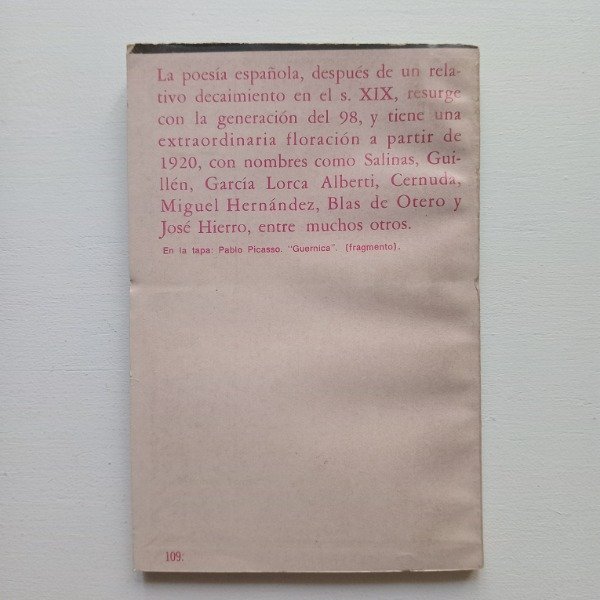 La poesía española, después de un rela-
tivo decaimiento en el s. XIX, resurge
con la generación del 98, y tiene una
extraordinaria floración a partir de
1920, con nombres como Salinas, Gui-
llén, García Lorca Alberti, Cernuda,
Miguel Hernández, Blas de Otero y
José Hierro, entre muchos otros.
En la tapa: Pablo Picasso. "Guernica". [fragmento].
109.